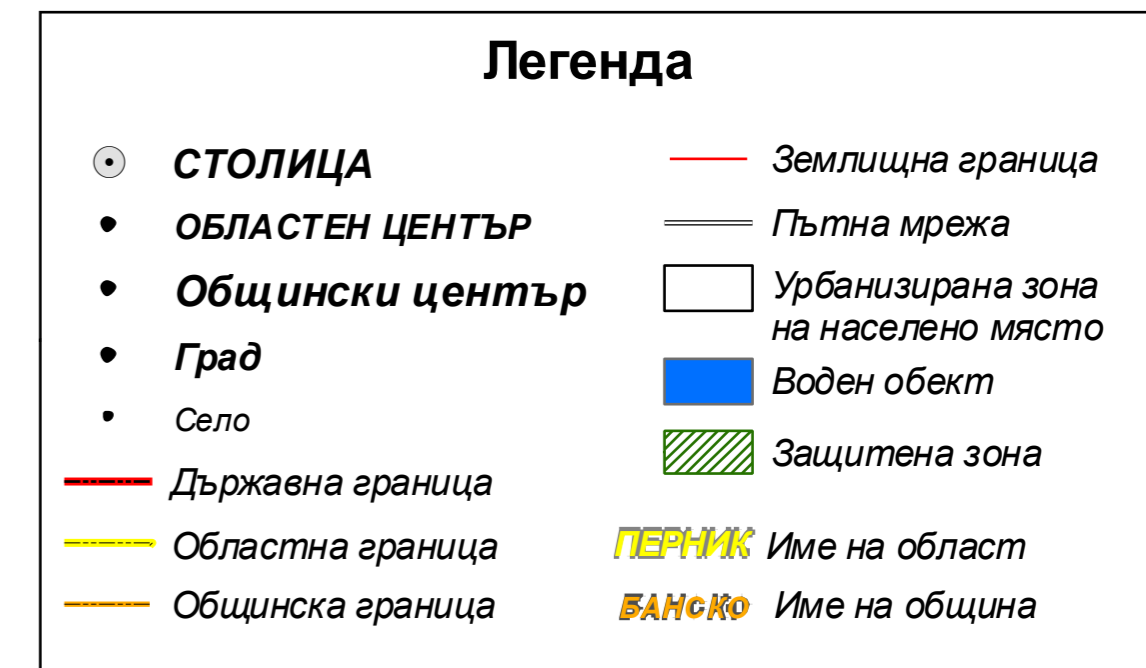 Легенда
СТОЛИЦА
ОБЛАСТЕН ЦЕНТЪР
Общински център
Град
Село
Държавна граница
Областна граница
Общинска граница
Землищна граница
Пътна мрежа
Урбанизирана зона
на населено място
Воден обект
Защитена зона
ПЕРНИК Име на област
БАНСКО Име на община